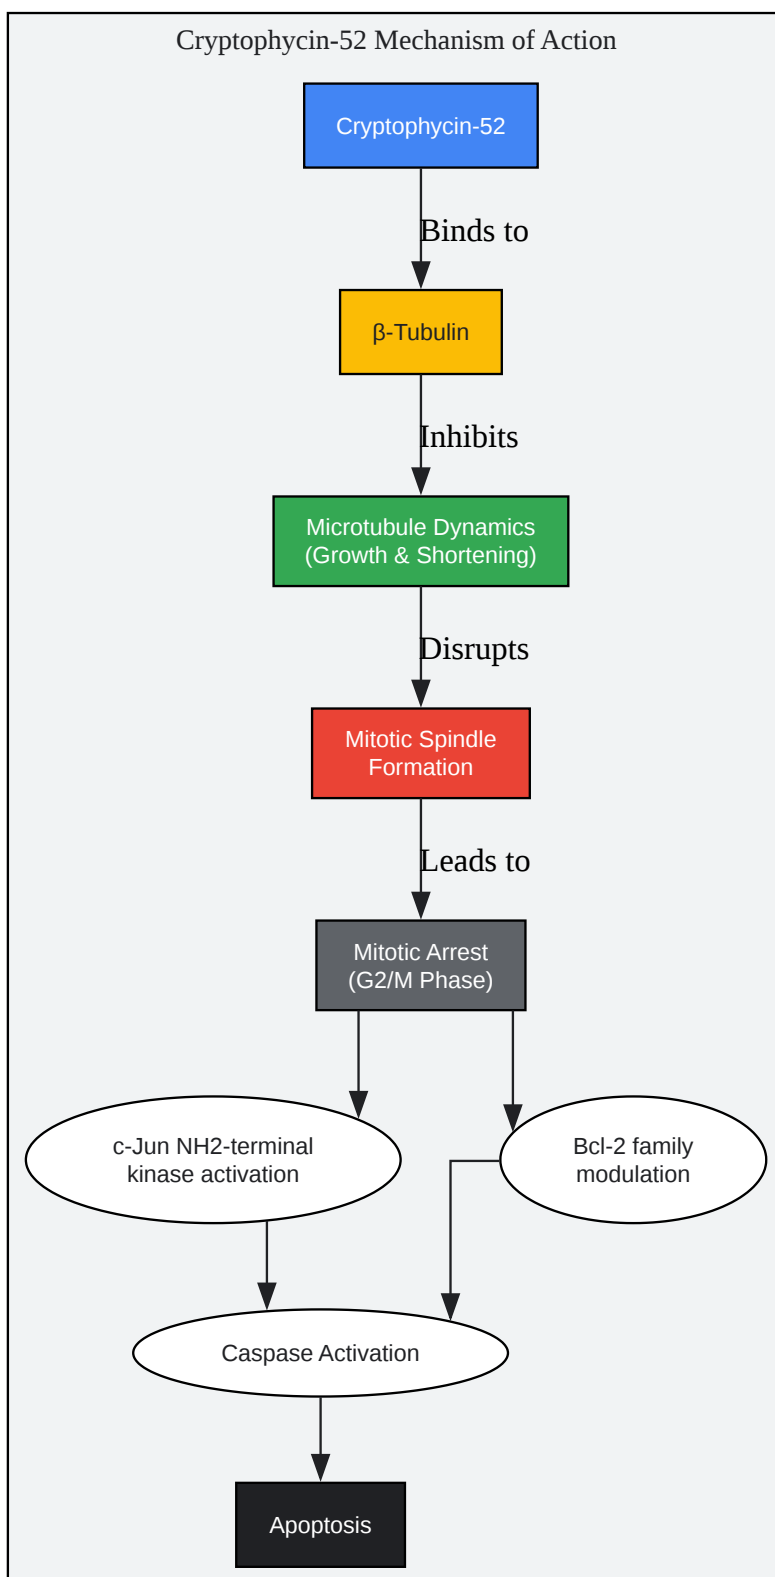 Cryptophycin-52 Mechanism of Action
Cryptophycin-52
Binds to
β-Tubulin
Inhibits
Microtubule Dynamics
(Growth & Shortening)
Disrupts
Mitotic Spindle
Formation
Leads to
Mitotic Arrest
(G2/M Phase)
c-Jun NH2-terminal
kinase activation
Bcl-2 family
modulation
Caspase Activation
Apoptosis